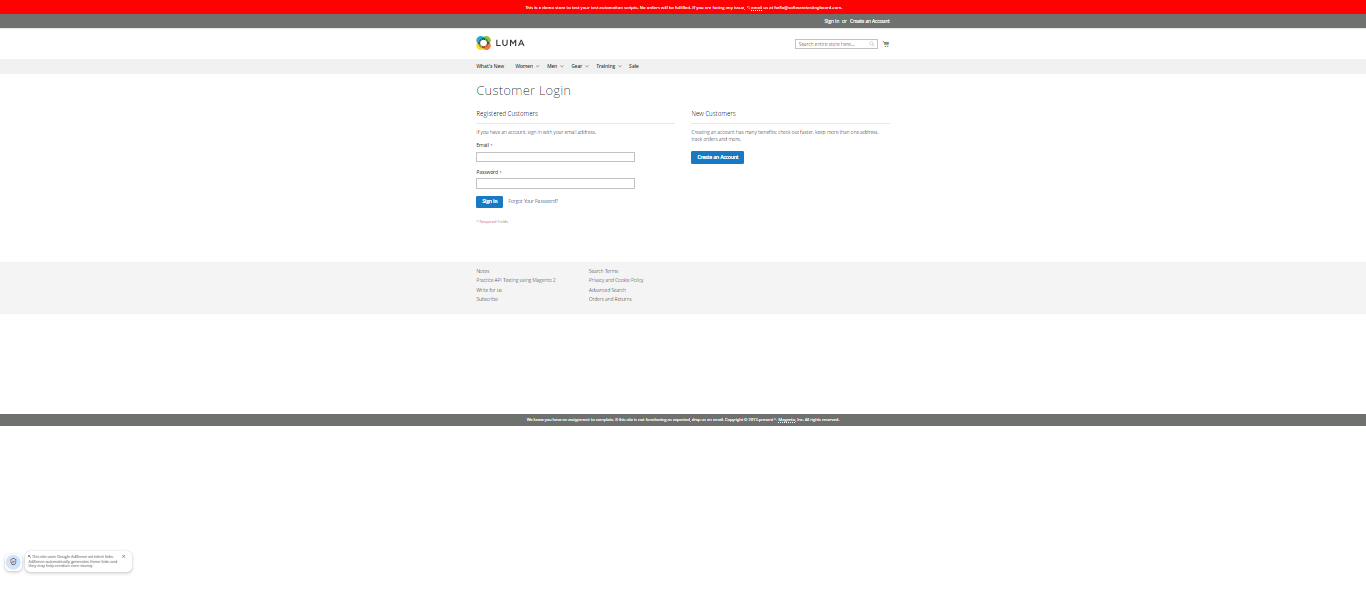 This is a demo store to test your test automation scripts. No orders will be fulfilled. If you are facing any issue, email us at hello@softwaretestingboard.com.
Sign In or Create an Account
LUMA
Search entire store here...
What's New Women Men Gear Training Sale
Customer Login
Registered Customers
If you have an account, sign in with your email address.
Email *
Password *
Sign In Forgot Your Password?
* Required Fields
New Customers
Creating an account has many benefits: check out faster, keep more than one address,
track orders and more.
Create an Account
Notes
Practice API Testing using Magento 2
Write for us
Subscribe
Search Terms
Privacy and Cookie Policy
Advanced Search
Orders and Returns
We know you have an assignment to complete. If this site is not functioning as expected, drop us an email. Copyright © 2013-present Magento, Inc. All rights reserved.
This site uses Google AdSense ad intent links.
AdSense automatically generates these links and
they may help creators earn money.